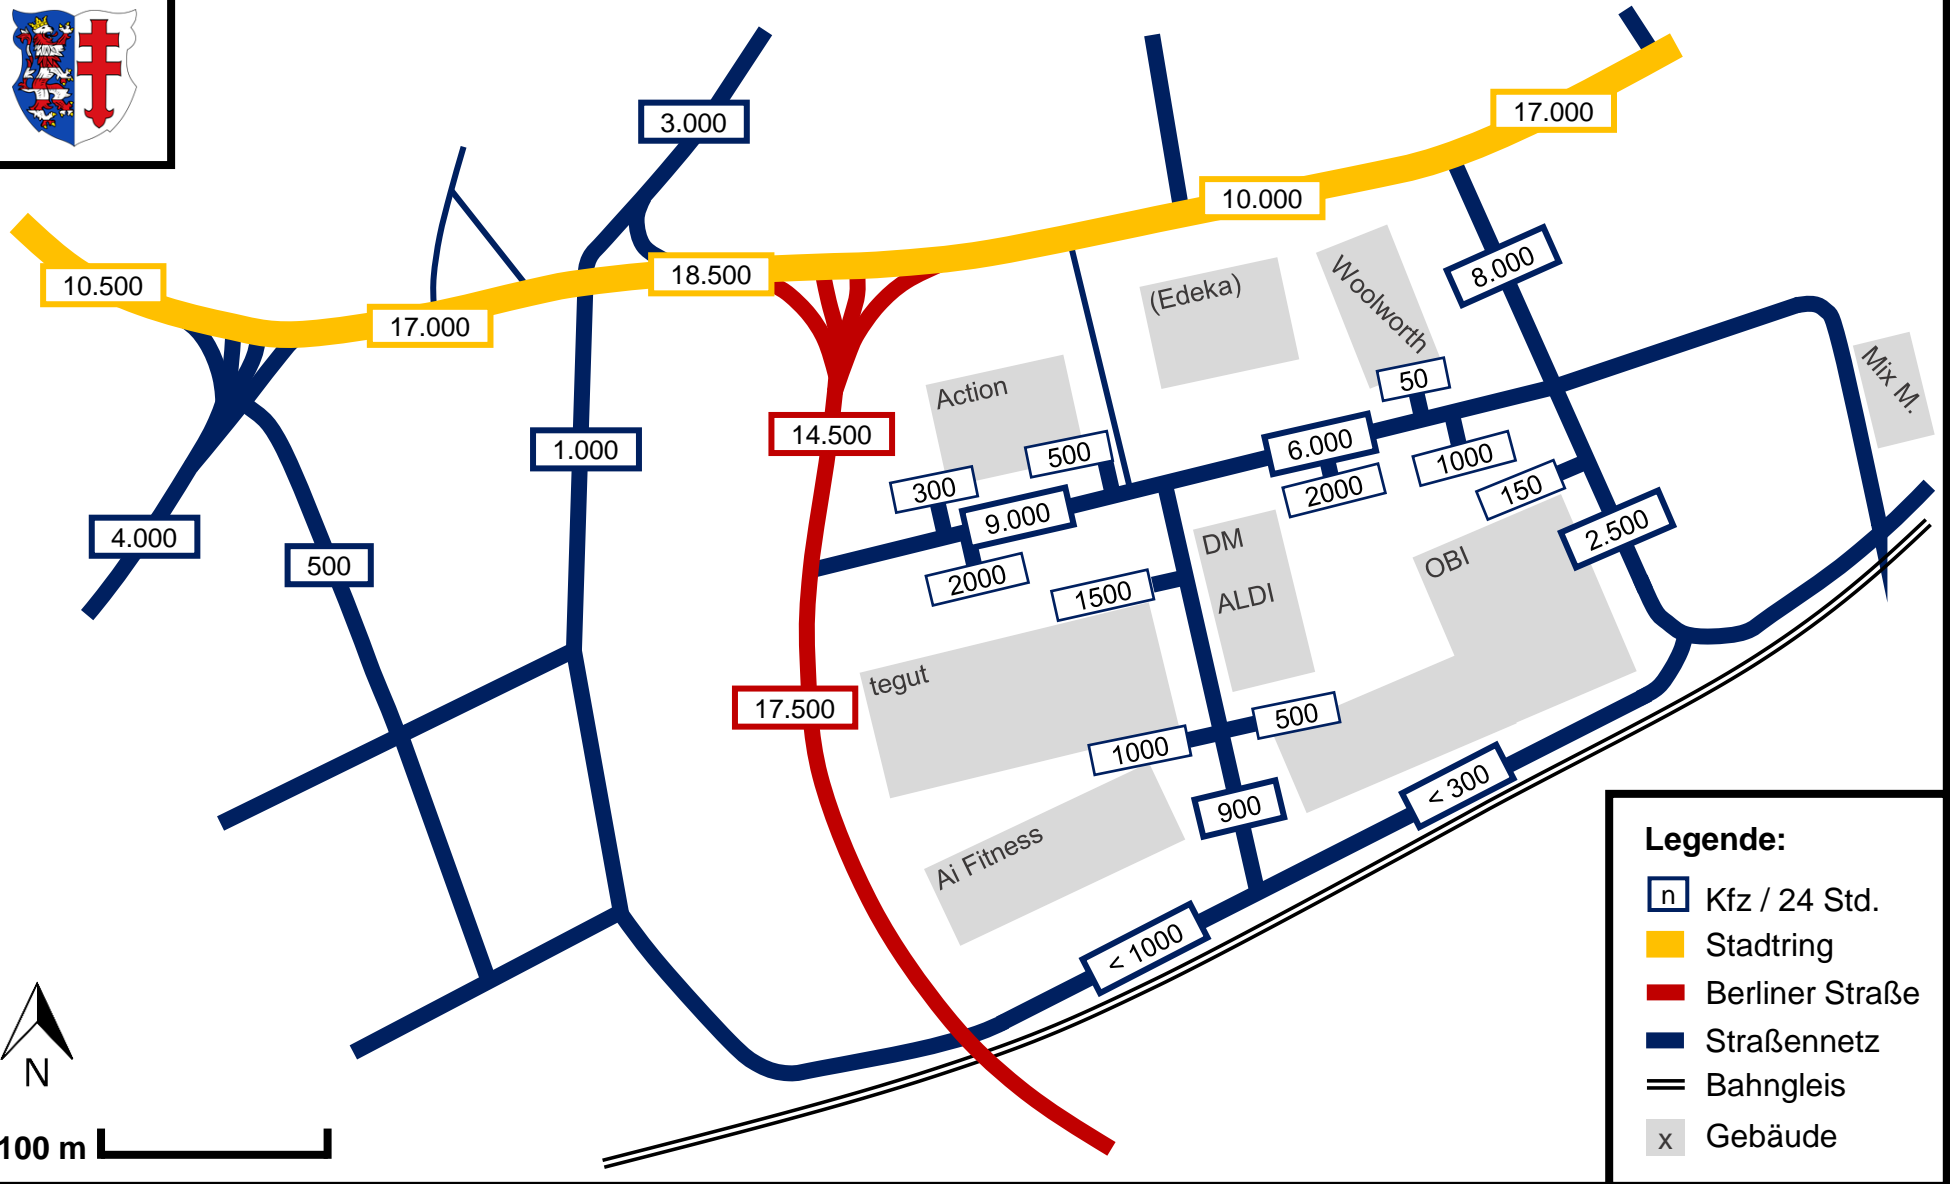 3.000
17.000
10.000
18.500
10.500
17.000
8.000
(Edeka)
Woolworth
Mix M.
Action
50
14.500
1.000
6.000
500
1000
2000
150
300
9.000
2.500
4.000
500
DM
OBI
2000
1500
ALDI
tegut
17.500
500
1000
< 300
900
Ai Fitness
< 1000
Legende:
n Kfz / 24 Std.
Stadtring
Berliner Straße
Straßennetz
Bahngleis
x Gebäude
N
100 m